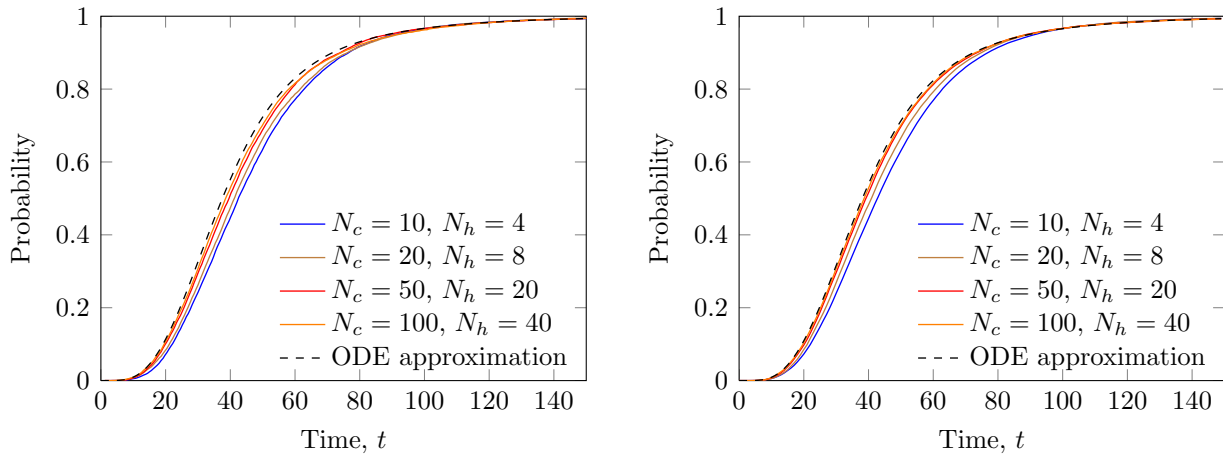 1
0.8
0.6
0.4
0.2
0
Probability
0 20 40 60 80 100 120 140
Time, t
N_c = 10, N_h = 4
N_c = 20, N_h = 8
N_c = 50, N_h = 20
N_c = 100, N_h = 40
ODE approximation
1
0.8
0.6
0.4
0.2
0
Probability
0 20 40 60 80 100 120 140
Time, t
N_c = 10, N_h = 4
N_c = 20, N_h = 8
N_c = 50, N_h = 20
N_c = 100, N_h = 40
ODE approximation